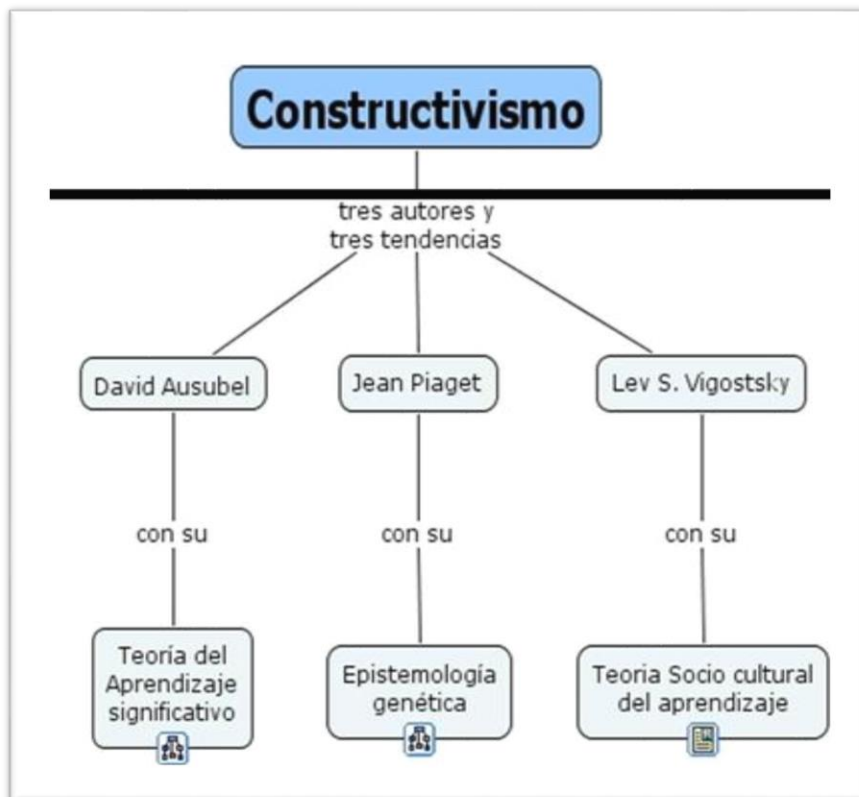 Constructivismo
tres autores y
tres tendencias
David Ausubel
Jean Piaget
Lev S. Vigostsky
con su
con su
con su
Teoría del
Aprendizaje
significativo
Epistemología
genética
Teoria Socio cultural
del aprendizaje